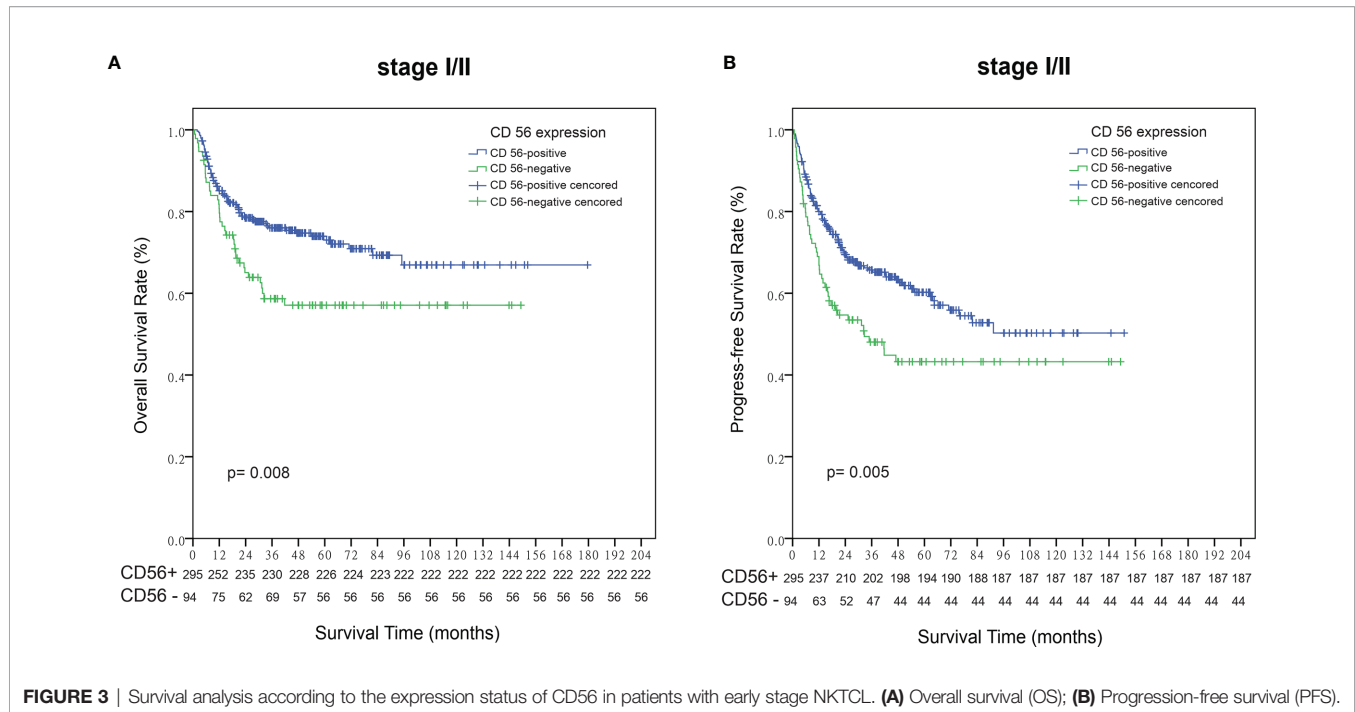 A
stage I/II
CD 56 expression
CD 56-positive
CD 56-negative
CD 56-positive cencored
CD 56-negative cencored
Overall Survival Rate (%)
1.0
0.8
0.6
0.4
0.2
0.0
p= 0.008
0 12 24 36 48 60 72 84 96 108 120 132 144 156 168 180 192 204
CD56+ 295 252 235 230 228 226 224 223 222 222 222 222 222 222 222 222 222 222
CD56 - 94 75 62 69 57 56 56 56 56 56 56 56 56 56 56 56 56 56
Survival Time (months)
B
stage I/II
CD 56 expression
CD 56-positive
CD 56-negative
CD 56-positive cencored
CD 56-negative cencored
Progress-free Survival Rate (%)
1.0
0.8
0.6
0.4
0.2
0.0
p= 0.005
0 12 24 36 48 60 72 84 96 108 120 132 144 156 168 180 192 204
CD56+ 295 237 210 202 198 194 190 188 187 187 187 187 187 187 187 187 187 187
CD56 - 94 63 52 47 44 44 44 44 44 44 44 44 44 44 44 44 44 44
Survival Time (months)
FIGURE 3 | Survival analysis according to the expression status of CD56 in patients with early stage NKTCL. (A) Overall survival (OS); (B) Progression-free survival (PFS).